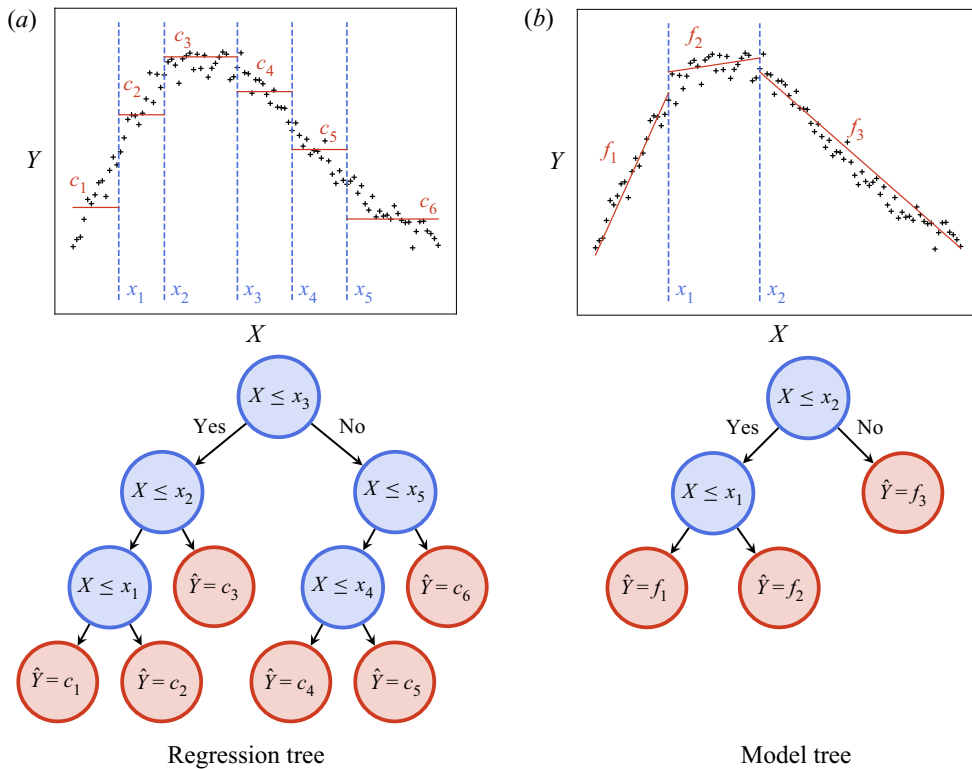 (a)
c₃
c₂
c₄
c₅
c₁
c₆
Y
x₁ x₂ x₃ x₄ x₅
X
X ≤ x₃
Yes No
X ≤ x₂ X ≤ x₅
X ≤ x₁ Ŷ = c₃ X ≤ x₄ Ŷ = c₆
Ŷ = c₁ Ŷ = c₂ Ŷ = c₄ Ŷ = c₅
Regression tree
(b)
f₂
f₃
f₁
Y
x₁ x₂
X
X ≤ x₂
Yes No
X ≤ x₁ Ŷ = f₃
Ŷ = f₁ Ŷ = f₂
Model tree